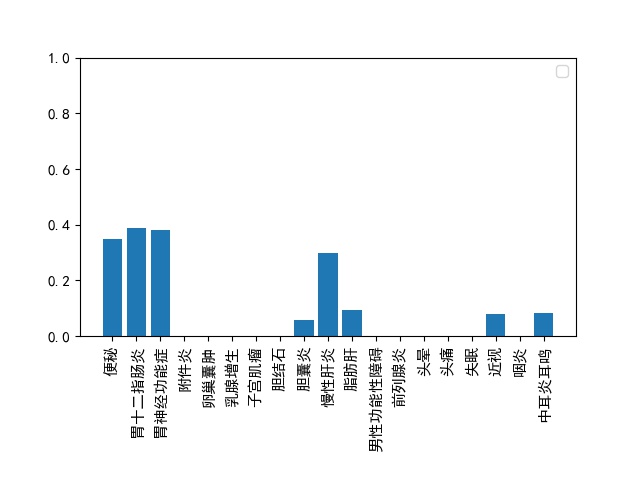 1.0
0.8
0.6
0.4
0.2
0.0
便秘
胃十二指肠炎
胃神经功能症
附件炎
卵巢囊肿
乳腺增生
子宫肌瘤
胆结石
胆囊炎
慢性肝炎
脂肪肝
男性功能性障碍
前列腺炎
头晕
头痛
失眠
近视
咽炎
中耳炎耳鸣